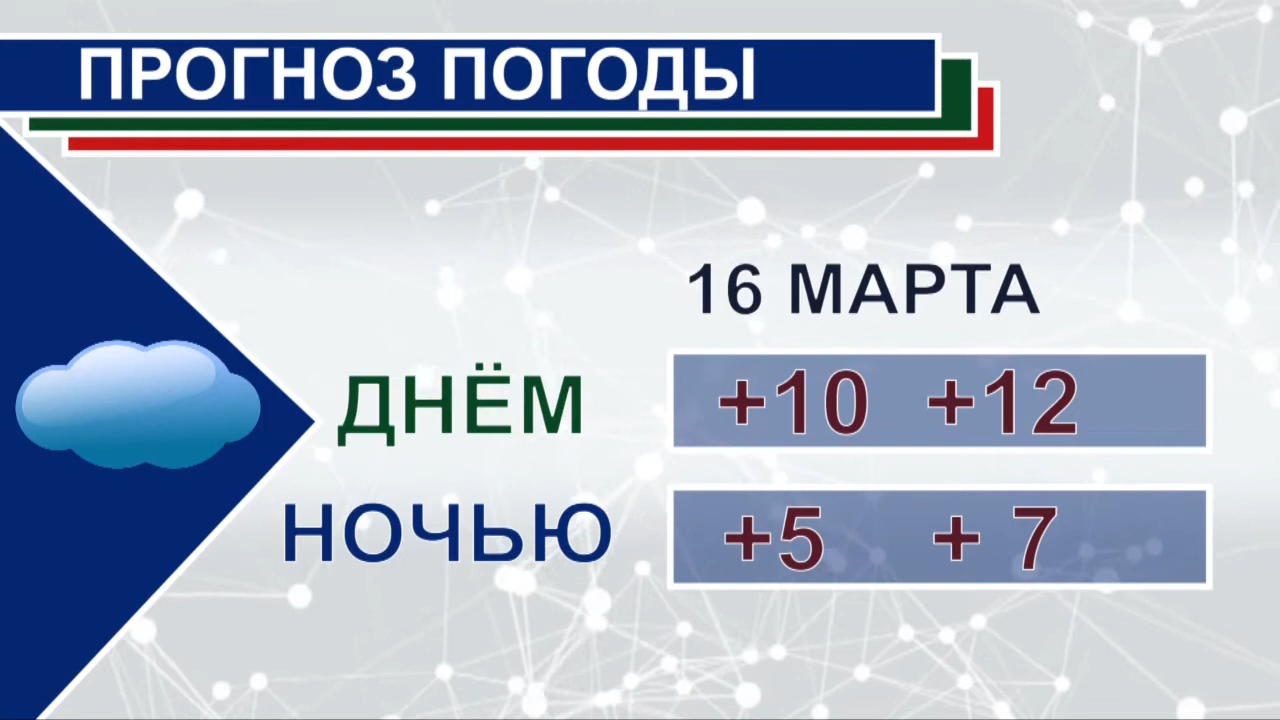 ПРОГНОЗ ПОГОДЫ
16 МАРТА
ДНЁМ +10 +12
НОЧЬЮ +5 + 7